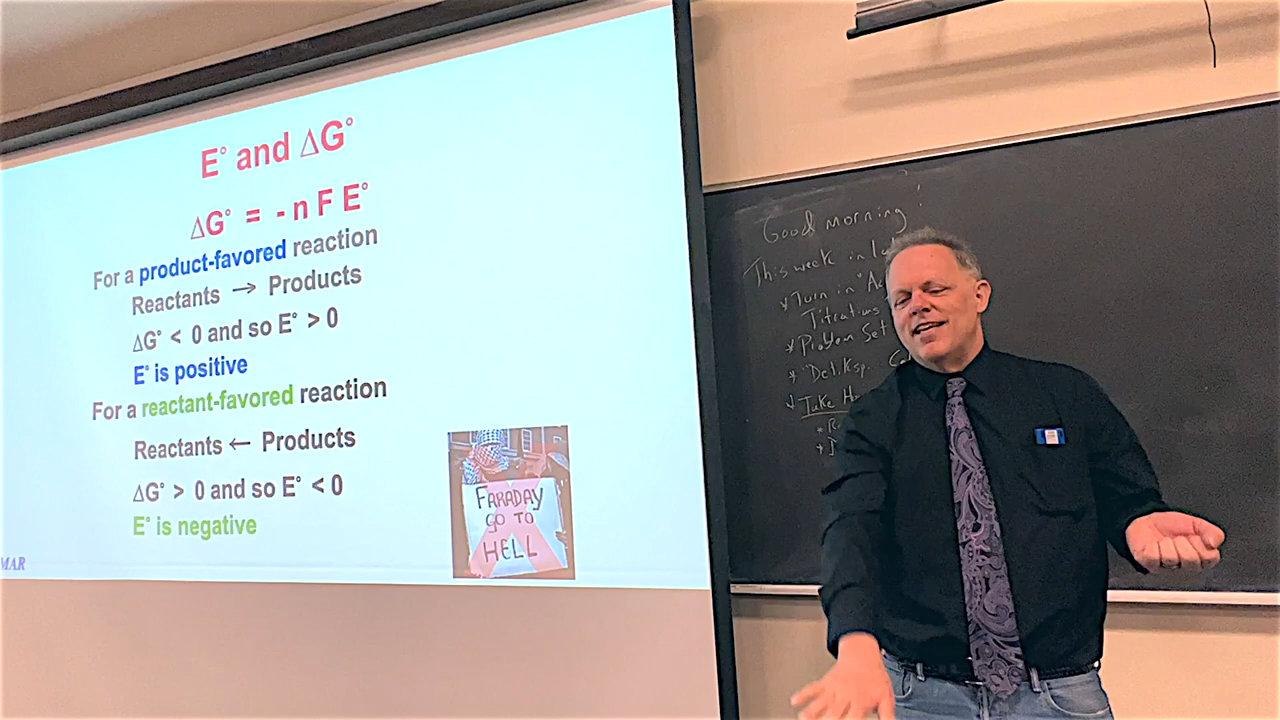 E° and ΔG°
ΔG° = - n F E°
For a product-favored reaction
Reactants → Products
ΔG° < 0 and so E° > 0
E° is positive
For a reactant-favored reaction
Reactants ← Products
ΔG° > 0 and so E° < 0
E° is negative
MAR
FARADAY
GO TO
HELL
Good morning!
This week in
* Turn in
Titrations
* Problem Set
* "Det. Ksp.
* Take